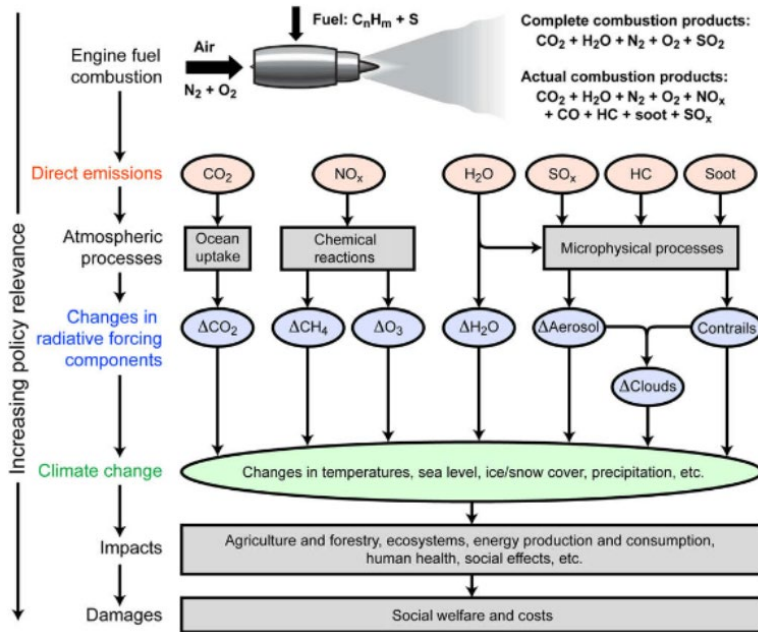 Fuel: CnHm + S
Complete combustion products:
CO2 + H2O + N2 + O2 + SO2
Engine fuel
combustion
Air
N2 + O2
Actual combustion products:
CO2 + H2O + N2 + O2 + NOx
+ CO + HC + soot + SOx
Increasing policy relevance
Direct emissions
CO2
NOx
H2O
SOx
HC
Soot
Atmospheric
processes
Ocean
uptake
Chemical
reactions
Microphysical processes
Changes in
radiative forcing
components
ΔCO2
ΔCH4
ΔO3
ΔH2O
ΔAerosol
Contrails
ΔClouds
Climate change
Changes in temperatures, sea level, ice/snow cover, precipitation, etc.
Impacts
Agriculture and forestry, ecosystems, energy production and consumption,
human health, social effects, etc.
Damages
Social welfare and costs